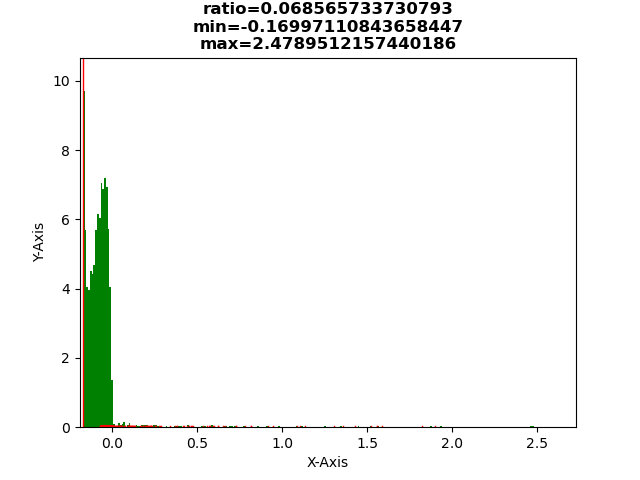 ratio=0.068565733730793
min=-0.16997110843658447
max=2.4789512157440186
10
8
6
4
2
0
Y-Axis
0.0 0.5 1.0 1.5 2.0 2.5
X-Axis